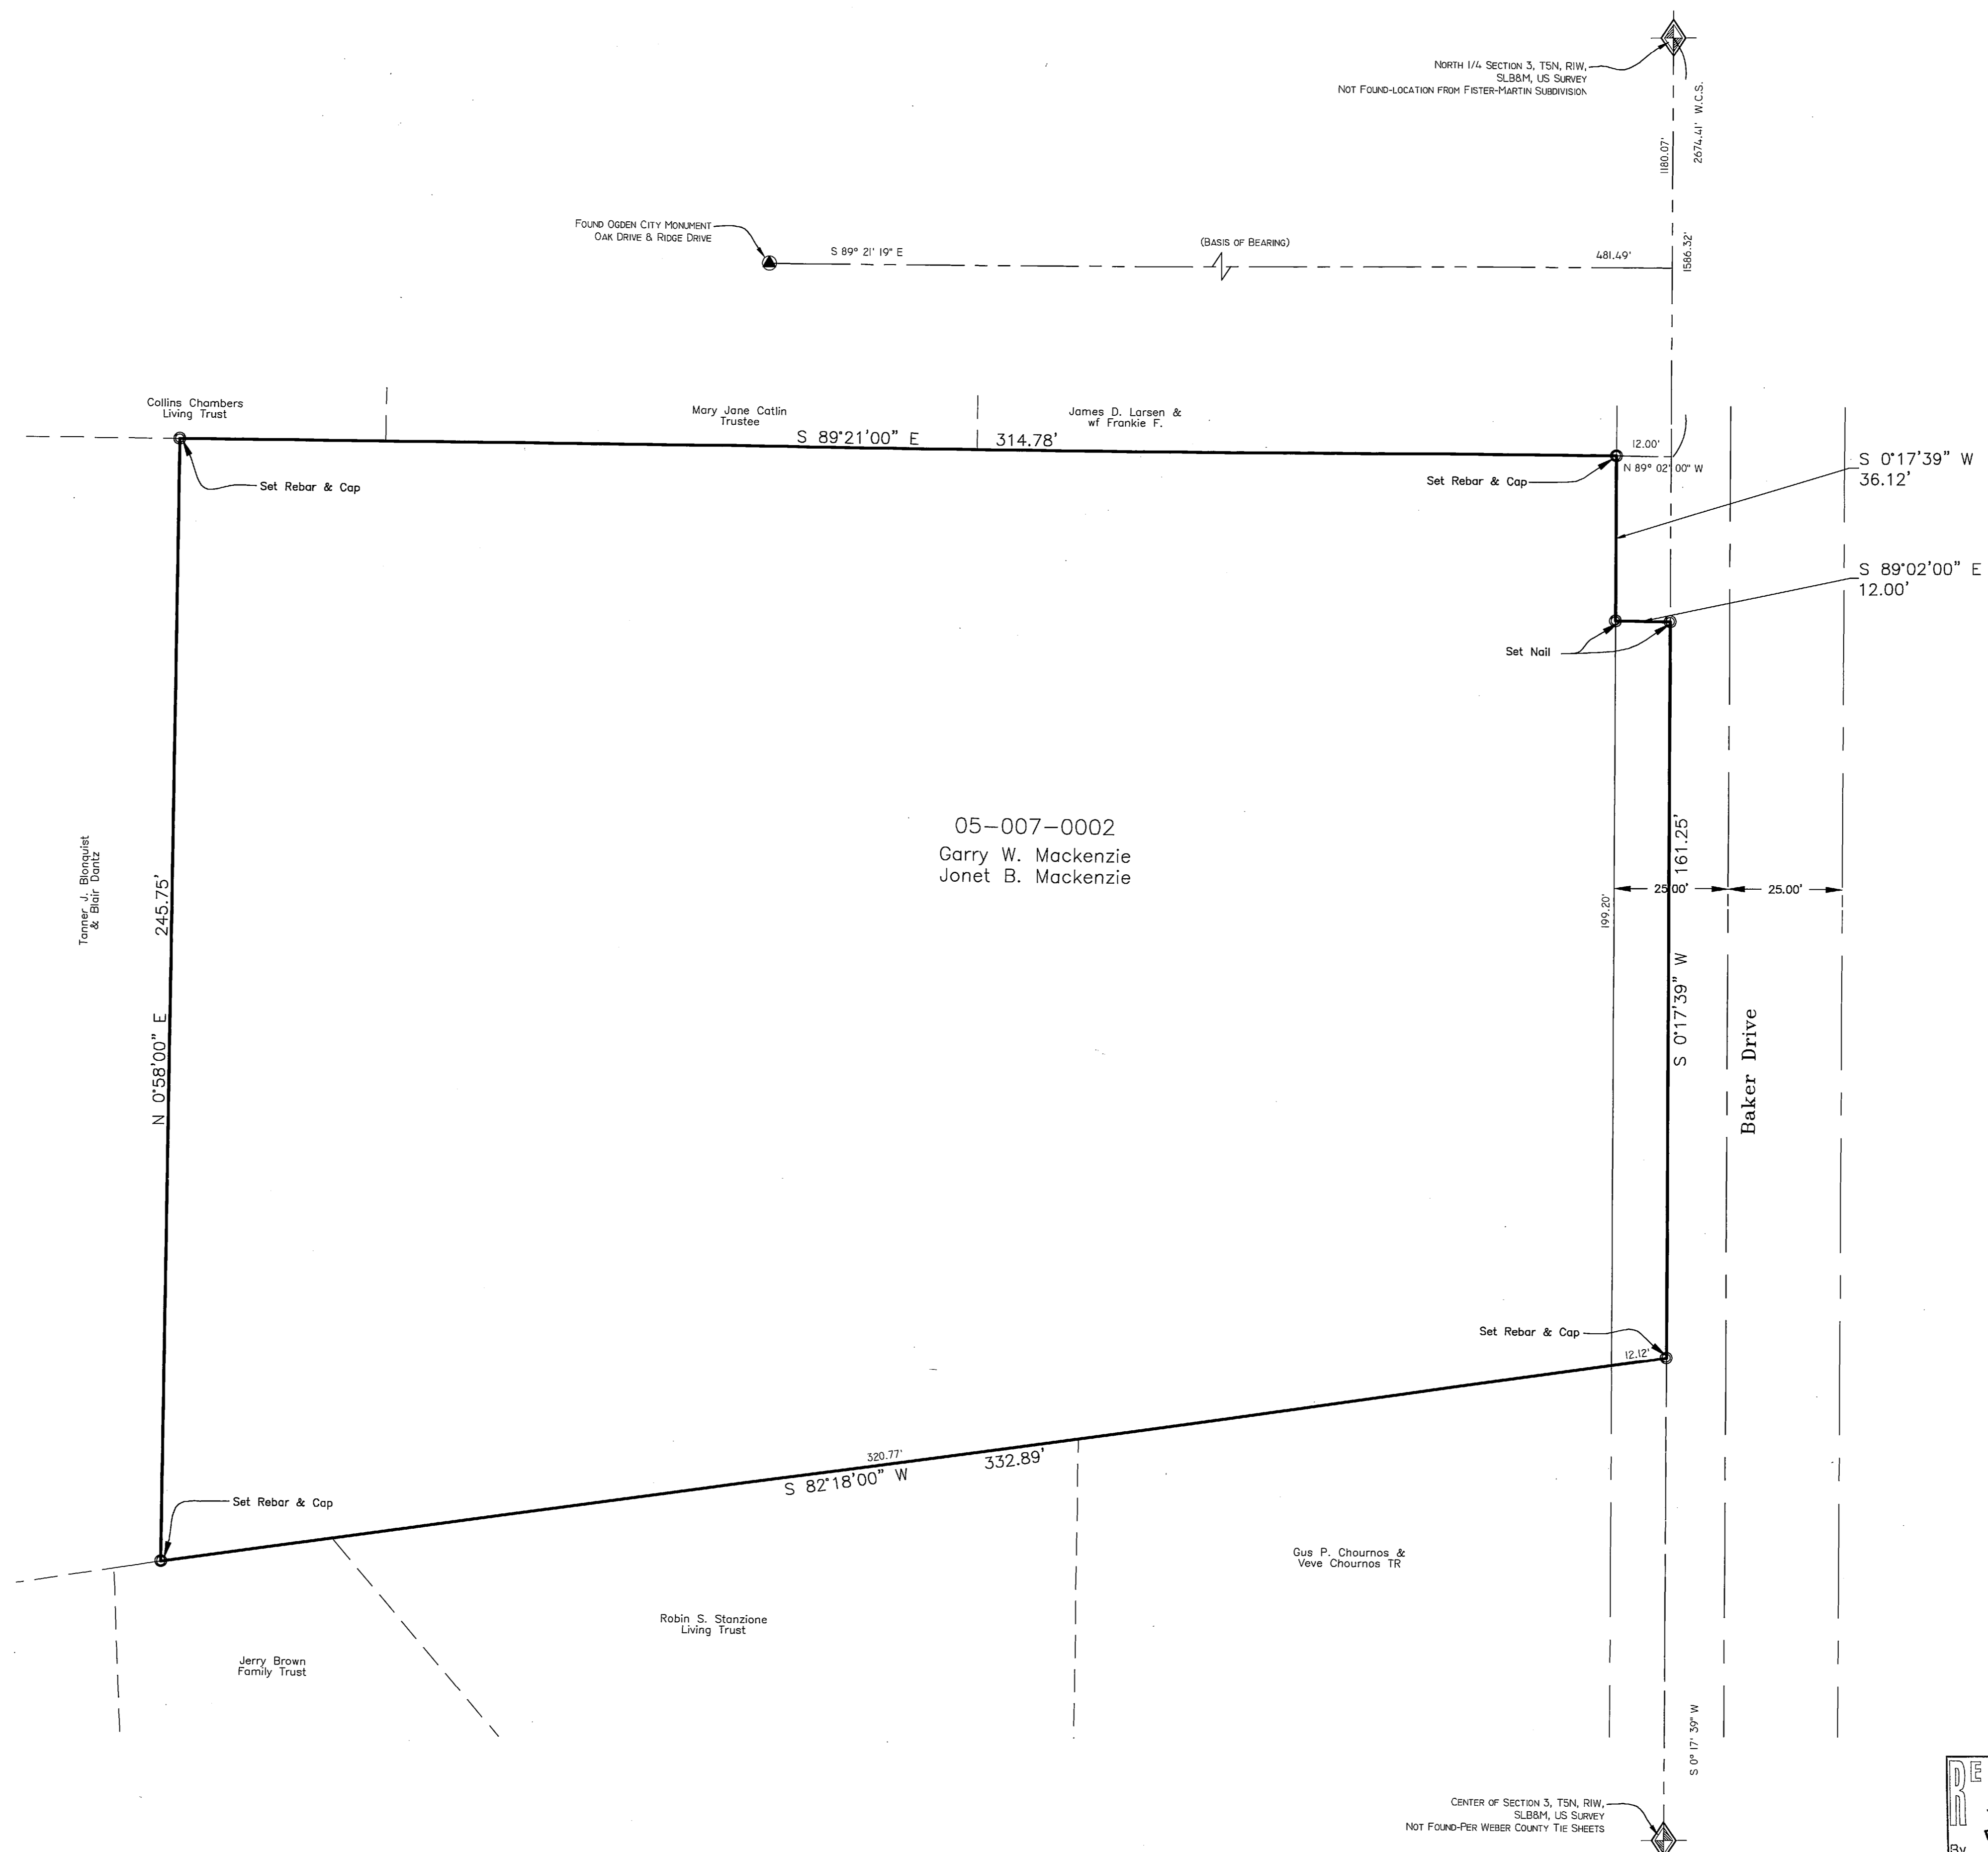 NORTH 1/4 SECTION 3, T5N, R1W,
SLB&M, US SURVEY
NOT FOUND-LOCATION FROM FISTER-MARTIN SUBDIVISION
1180.07'
2674.41' W.C.S.
FOUND OGDEN CITY MONUMENT
OAK DRIVE & RIDGE DRIVE
S 89° 21' 19" E
(BASIS OF BEARING)
481.49'
1586.32'
Collins Chambers
Living Trust
Mary Jane Catlin
Trustee
James D. Larsen &
wf Frankie F.
S 89°21'00" E 314.78'
12.00'
N 89° 02' 00" W
Set Rebar & Cap
Set Rebar & Cap
S 0°17'39" W
36.12'
S 89°02'00" E
12.00'
Set Nail
Tanner J. Blonquist
& Blair Dantz
N 0°58'00" E 245.75'
05-007-0002
Garry W. Mackenzie
Jonet B. Mackenzie
199.20'
S 0°17'39" W 161.25'
25.00'
25.00'
Baker Drive
Set Rebar & Cap
12.12'
320.77'
S 82°18'00" W 332.89'
Set Rebar & Cap
Gus P. Chournos &
Veve Chournos TR
Robin S. Stanzione
Living Trust
Jerry Brown
Family Trust
S 0° 17' 39" W
CENTER OF SECTION 3, T5N, R1W,
SLB&M, US SURVEY
NOT FOUND-PER WEBER COUNTY TIE SHEETS
RE
By